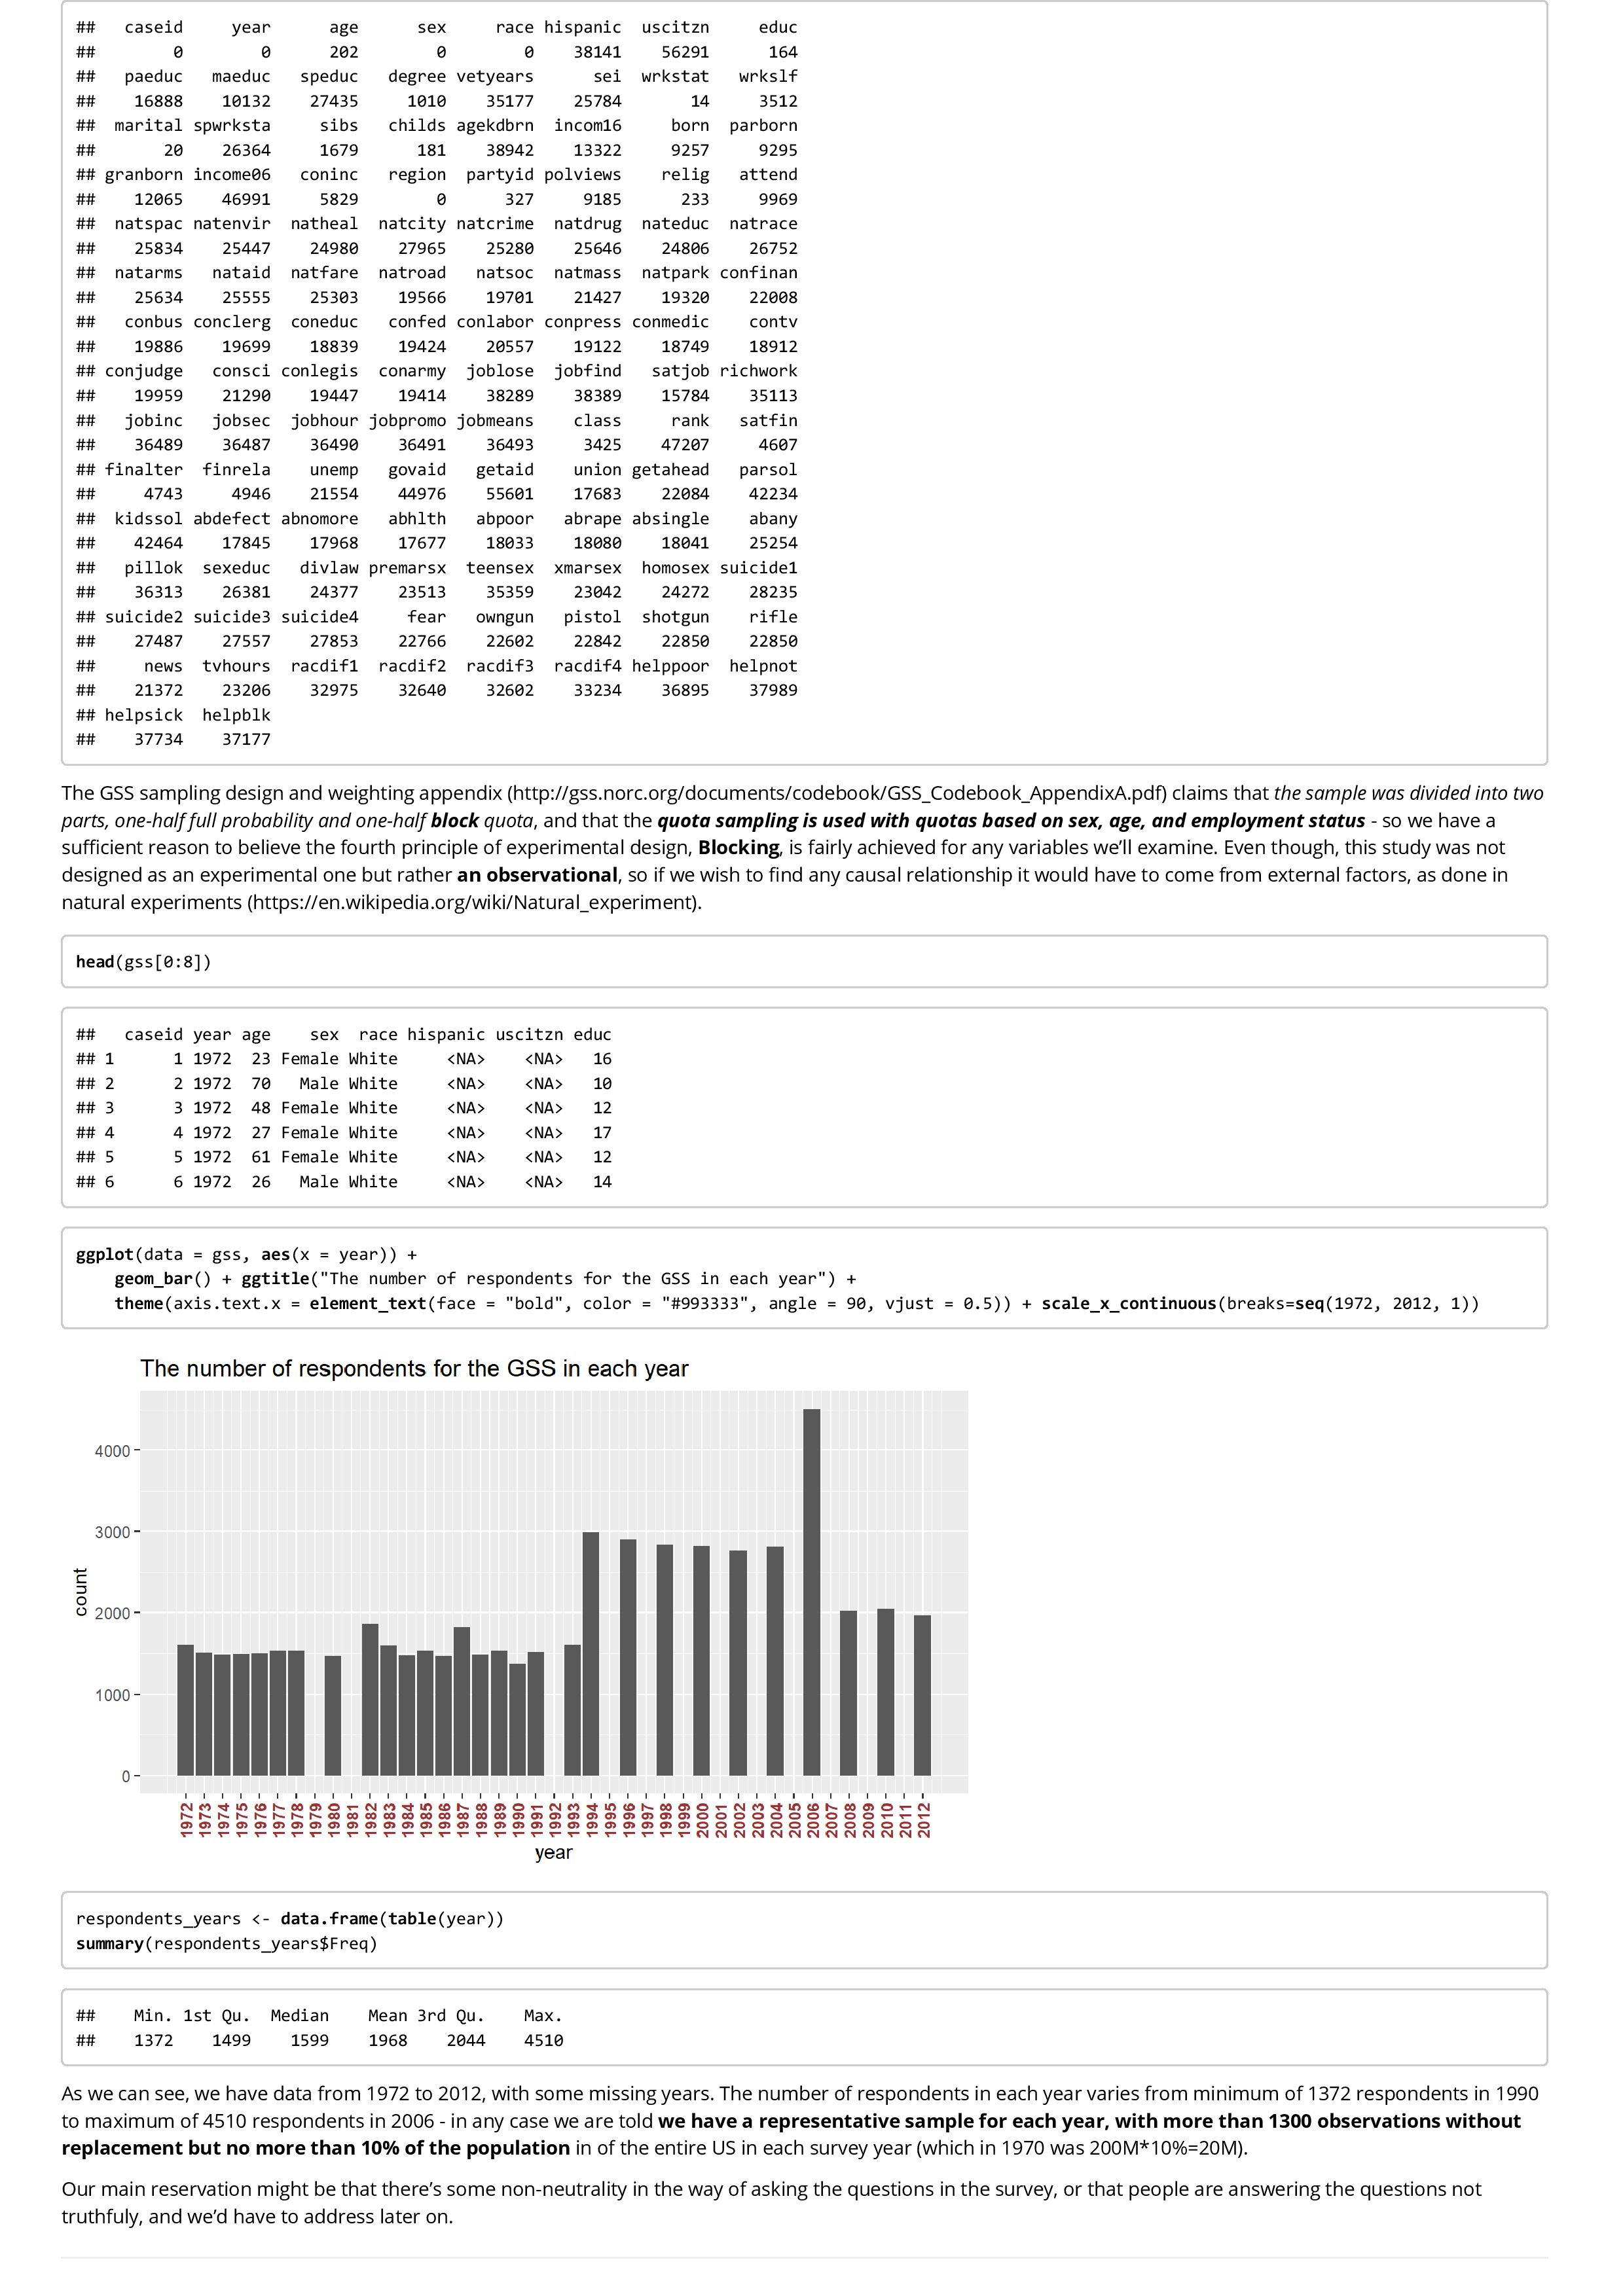 ##   caseid     year      age      sex     race hispanic  uscitzn     educ
##        0        0      202        0        0    38141    56291      164
##   paeduc   maeduc   speduc   degree vetyears      sei  wrkstat   wrkslf
##    16888    10132    27435     1010    35177    25784       14     3512
##  marital spwrksta     sibs   childs agekdbrn  incom16     born  parborn
##       20    26364     1679      181    38942    13322     9257     9295
## granborn income06   coninc   region  partyid polviews    relig   attend
##    12065    46991     5829        0      327     9185      233     9969
##  natspac natenvir  natheal  natcity natcrime  natdrug  nateduc  natrace
##    25834    25447    24980    27965    25280    25646    24806    26752
##  natarms   nataid  natfare  natroad   natsoc  natmass  natpark confinan
##    25634    25555    25303    19566    19701    21427    19320    22008
##   conbus conclerg   coneduc   confed conlabor conpress conmedic    contv
##    19886    19699    18839    19424    20557    19122    18749    18912
## conjudge   consci conlegis  conarmy  joblose  jobfind   satjob richwork
##    19959    21290    19447    19414    38289    38389    15784    35113
##   jobinc   jobsec  jobhour jobpromo jobmeans    class     rank   satfin
##    36489    36487    36490    36491    36493     3425    47207     4607
## finalter  finrela    unemp   govaid   getaid    union getahead   parsol
##     4743     4946    21554    44976    55601    17683    22084    42234
##  kidssol abdefect abnomore   abhlth   abpoor   abrape absingle    abany
##    42464    17845    17968    17677    18033    18080    18041    25254
##   pillok  sexeduc   divlaw premarsx  teensex  xmarsex  homosex suicide1
##    36313    26381    24377    23513    35359    23042    24272    28235
## suicide2 suicide3 suicide4     fear   owngun   pistol  shotgun    rifle
##    27487    27557    27853    22766    22602    22842    22850    22850
##     news  tvhours  racdif1  racdif2  racdif3  racdif4 helppoor  helpnot
##    21372    23206    32975    32640    32602    33234    36895    37989
## helpsick  helpblk
##    37734    37177
The GSS sampling design and weighting appendix (http://gss.norc.org/documents/codebook/GSS_Codebook_AppendixA.pdf) claims that the sample was divided into two
parts, one-half full probability and one-half block quota, and that the quota sampling is used with quotas based on sex, age, and employment status - so we have a
sufficient reason to believe the fourth principle of experimental design, Blocking, is fairly achieved for any variables we'll examine. Even though, this study was not
designed as an experimental one but rather an observational, so if we wish to find any causal relationship it would have to come from external factors, as done in
natural experiments (https://en.wikipedia.org/wiki/Natural_experiment).
head(gss[0:8])
##   caseid year age    sex  race hispanic uscitzn educ
## 1      1 1972  23 Female White     <NA>    <NA>   16
## 2      2 1972  70   Male White     <NA>    <NA>   10
## 3      3 1972  48 Female White     <NA>    <NA>   12
## 4      4 1972  27 Female White     <NA>    <NA>   17
## 5      5 1972  61 Female White     <NA>    <NA>   12
## 6      6 1972  26   Male White     <NA>    <NA>   14
ggplot(data = gss, aes(x = year)) +
    geom_bar() + ggtitle("The number of respondents for the GSS in each year") +
    theme(axis.text.x = element_text(face = "bold", color = "#993333", angle = 90, vjust = 0.5)) + scale_x_continuous(breaks=seq(1972, 2012, 1))
The number of respondents for the GSS in each year
4000
3000
count
2000
1000
0
1972 1973 1974 1975 1976 1977 1978 1979 1980 1981 1982 1983 1984 1985 1986 1987 1988 1989 1990 1991 1992 1993 1994 1995 1996 1997 1998 1999 2000 2001 2002 2003 2004 2005 2006 2007 2008 2009 2010 2011 2012
year
respondents_years <- data.frame(table(year))
summary(respondents_years$Freq)
##    Min. 1st Qu.  Median    Mean 3rd Qu.    Max.
##    1372    1499    1599    1968    2044    4510
As we can see, we have data from 1972 to 2012, with some missing years. The number of respondents in each year varies from minimum of 1372 respondents in 1990
to maximum of 4510 respondents in 2006 - in any case we are told we have a representative sample for each year, with more than 1300 observations without
replacement but no more than 10% of the population in of the entire US in each survey year (which in 1970 was 200M*10%=20M).
Our main reservation might be that there's some non-neutrality in the way of asking the questions in the survey, or that people are answering the questions not
truthfuly, and we'd have to address later on.